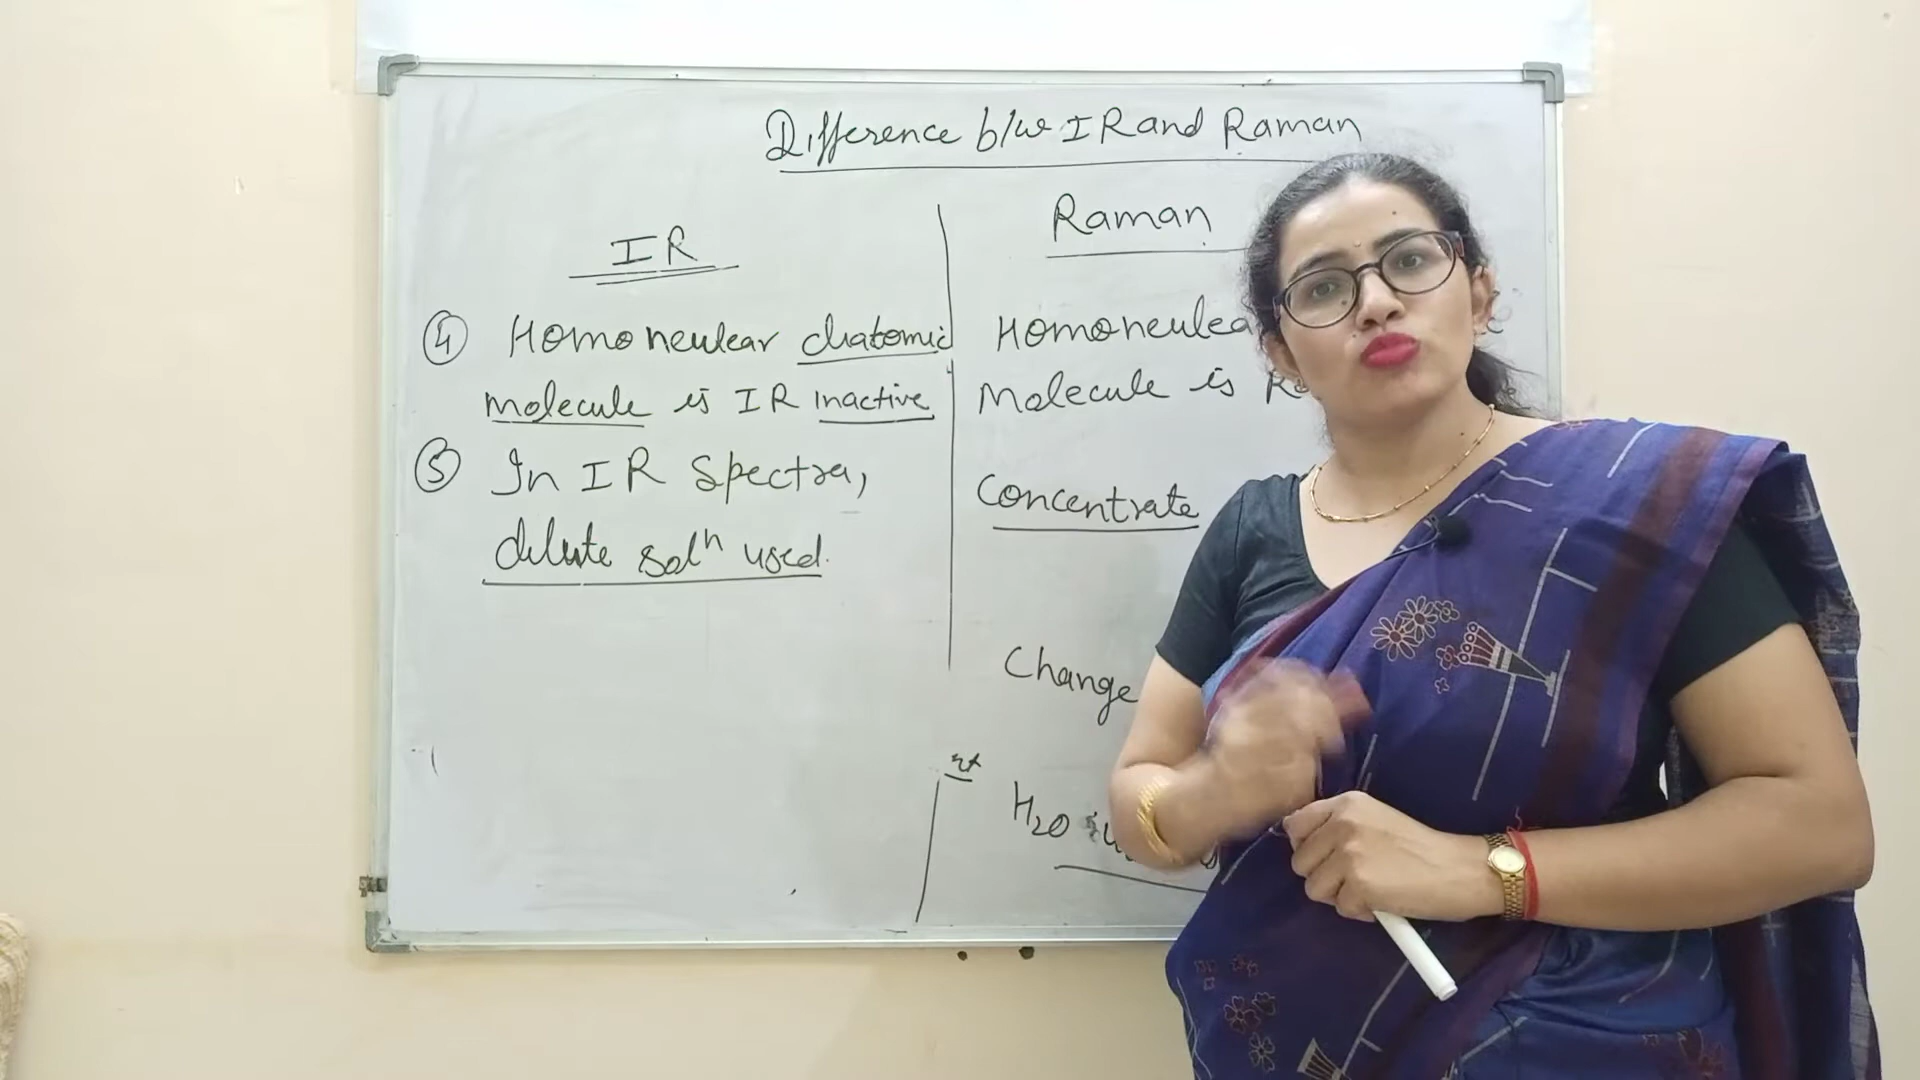 Difference b/w IR and Raman
IR
④ Homoneulear diatomic
molecule is IR inactive
⑤ In IR Spectra,
dilute solⁿ used.
Raman
Homoneulea
Molecule is
Concentrate
Change
H2O